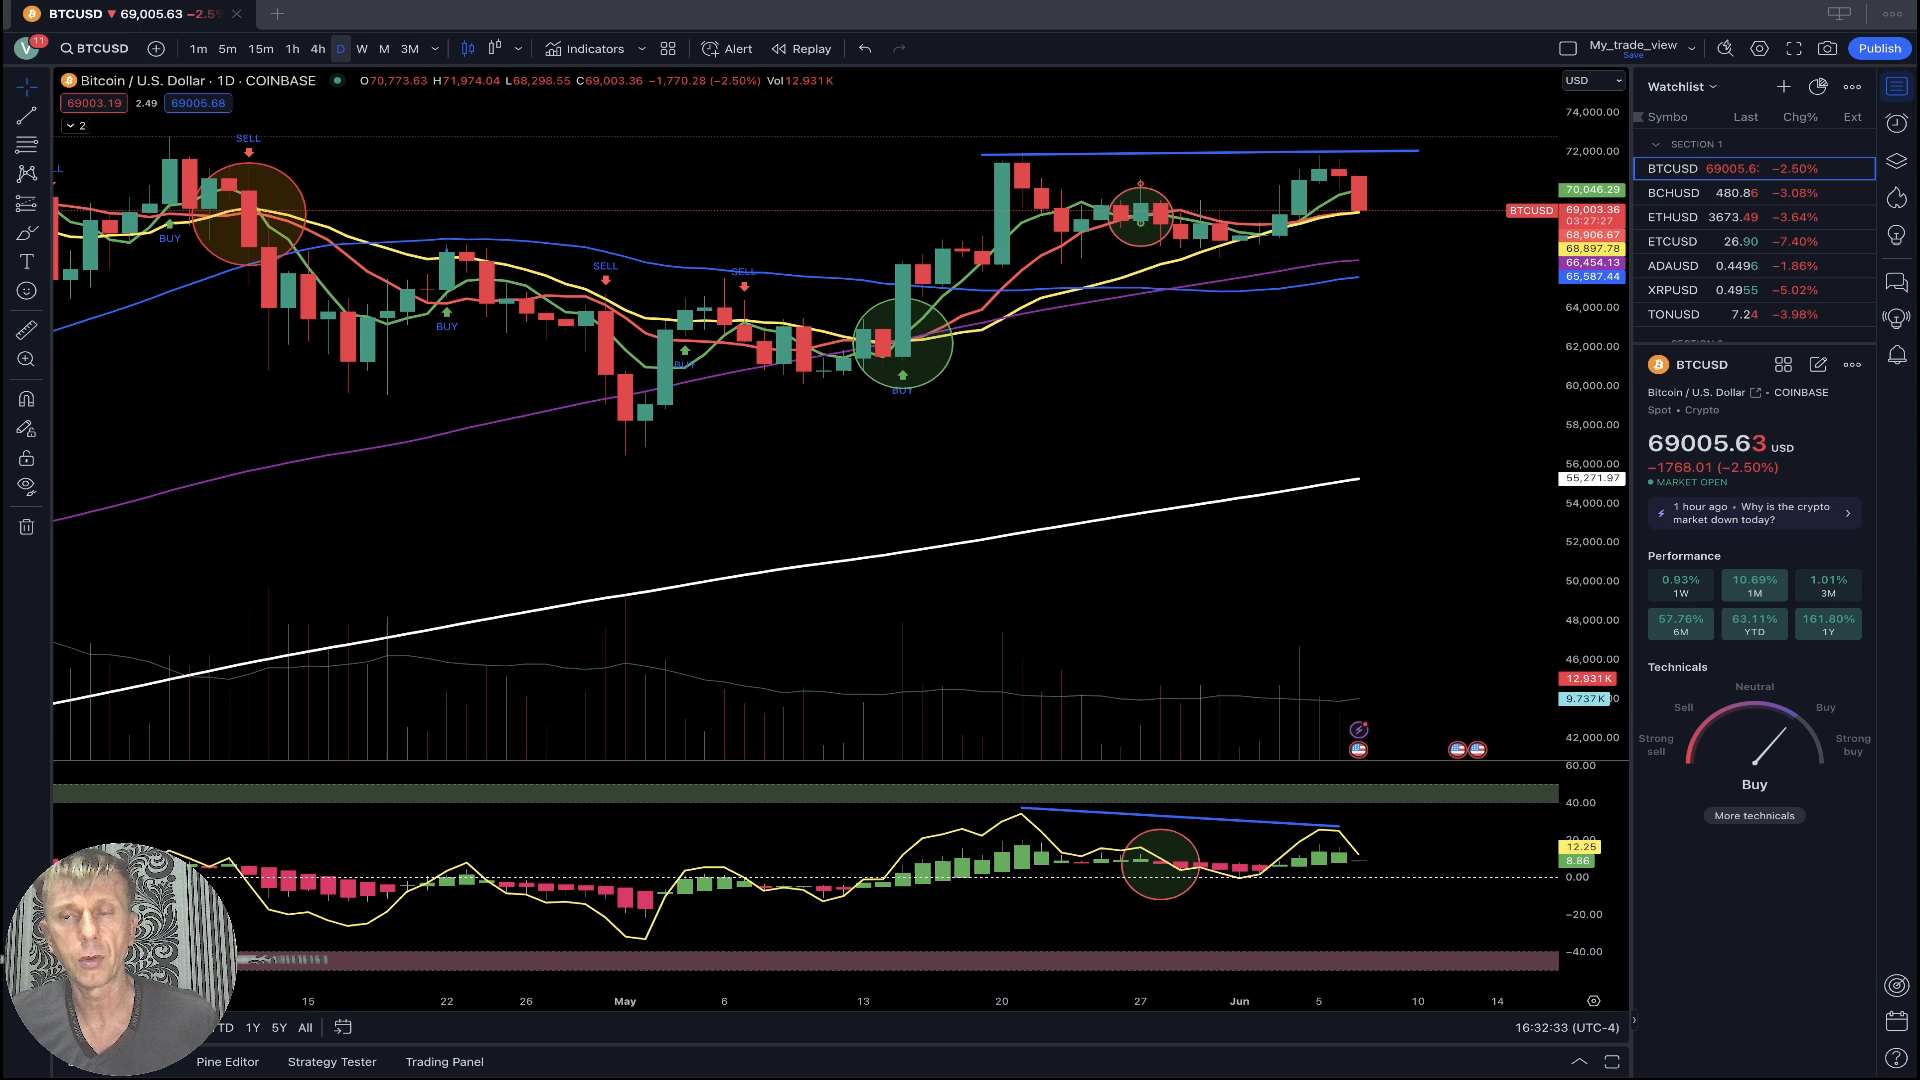 BTCUSD ▼ 69,005.63 −2.5
11
V
BTCUSD
1m 5m 15m 1h 4h D W M 3M
Indicators
Alert
Replay
My_trade_view
Save
Publish
Bitcoin / U.S. Dollar · 1D · COINBASE
O70,773.63 H71,974.04 L68,298.55 C69,003.36 −1,770.28 (−2.50%) Vol12.931K
69003.19 2.49 69005.68
2
USD
SELL
BUY
BUY
SELL
BUY
SELL
BUY
74,000.00
72,000.00
70,046.29
BTCUSD 69,003.36
03:27:27
68,906.67
68,897.78
66,454.13
65,587.44
64,000.00
62,000.00
60,000.00
58,000.00
56,000.00
55,271.97
54,000.00
52,000.00
50,000.00
48,000.00
46,000.00
12.931K
9.737K
42,000.00
60.00
40.00
12.25
8.86
0.00
−20.00
−40.00
15 22 26 May 6 13 20 27 Jun 5 10 14
TD 1Y 5Y All
16:32:33 (UTC-4)
Pine Editor Strategy Tester Trading Panel
Watchlist
Symbo Last Chg% Ext
SECTION 1
BTCUSD 69005.6 −2.50%
BCHUSD 480.86 −3.08%
ETHUSD 3673.49 −3.64%
ETCUSD 26.90 −7.40%
ADAUSD 0.4496 −1.86%
XRPUSD 0.4955 −5.02%
TONUSD 7.24 −3.98%
BTCUSD
Bitcoin / U.S. Dollar • COINBASE
Spot • Crypto
69005.63 USD
−1768.01 (−2.50%)
MARKET OPEN
1 hour ago • Why is the crypto
market down today?
Performance
0.93% 10.69% 1.01%
1W 1M 3M
57.76% 63.11% 161.80%
6M YTD 1Y
Technicals
Neutral
Sell Buy
Strong
sell
Strong
buy
Buy
More technicals